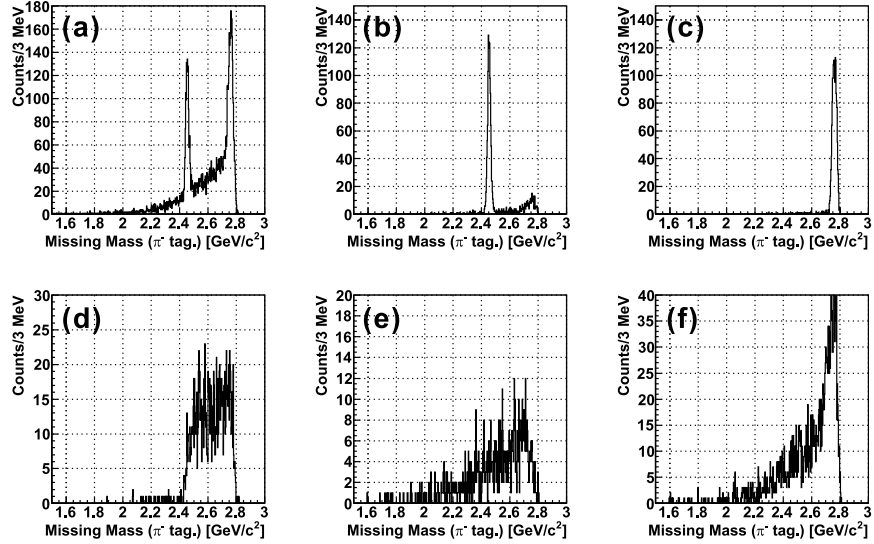 (a)
Counts/3 MeV
180
160
140
120
100
80
60
40
20
0
1.6 1.8 2 2.2 2.4 2.6 2.8 3
Missing Mass (π⁻ tag.) [GeV/c²]
(b)
Counts/3 MeV
140
120
100
80
60
40
20
0
1.6 1.8 2 2.2 2.4 2.6 2.8 3
Missing Mass (π⁻ tag.) [GeV/c²]
(c)
Counts/3 MeV
140
120
100
80
60
40
20
0
1.6 1.8 2 2.2 2.4 2.6 2.8 3
Missing Mass (π⁻ tag.) [GeV/c²]
(d)
Counts/3 MeV
30
25
20
15
10
5
0
1.6 1.8 2 2.2 2.4 2.6 2.8 3
Missing Mass (π⁻ tag.) [GeV/c²]
(e)
Counts/3 MeV
20
18
16
14
12
10
8
6
4
2
0
1.6 1.8 2 2.2 2.4 2.6 2.8 3
Missing Mass (π⁻ tag.) [GeV/c²]
(f)
Counts/3 MeV
40
35
30
25
20
15
10
5
0
1.6 1.8 2 2.2 2.4 2.6 2.8 3
Missing Mass (π⁻ tag.) [GeV/c²]